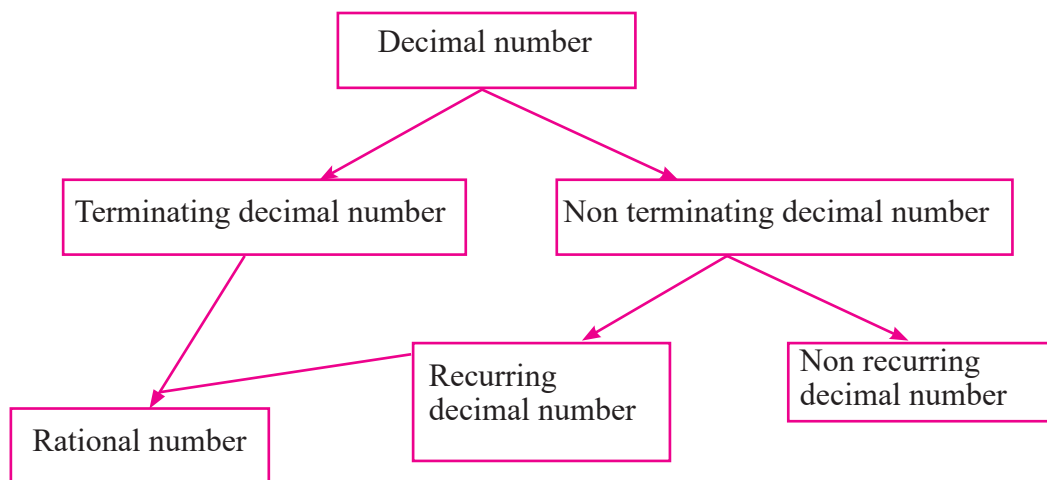 Decimal number
Terminating decimal number
Non terminating decimal number
Recurring
decimal number
Non recurring
decimal number
Rational number